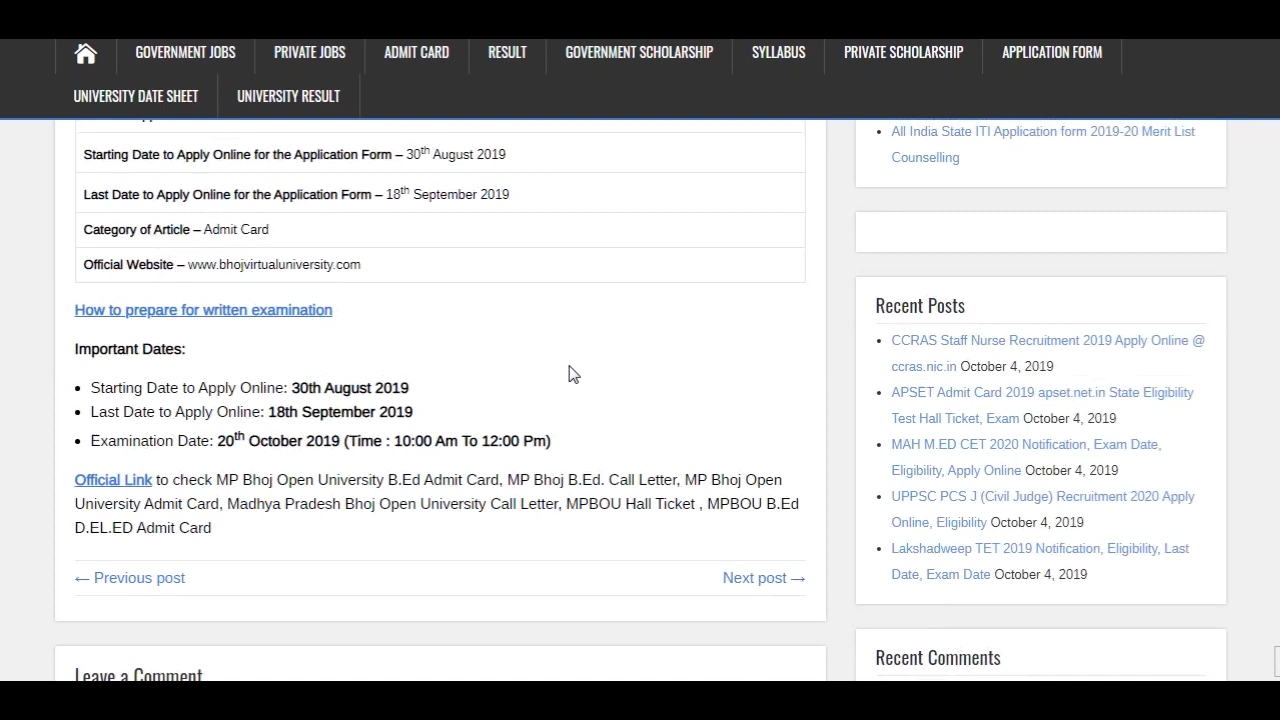 GOVERNMENT JOBS PRIVATE JOBS ADMIT CARD RESULT GOVERNMENT SCHOLARSHIP SYLLABUS PRIVATE SCHOLARSHIP APPLICATION FORM
UNIVERSITY DATE SHEET UNIVERSITY RESULT
Starting Date to Apply Online for the Application Form – 30th August 2019
Last Date to Apply Online for the Application Form – 18th September 2019
Category of Article – Admit Card
Official Website – www.bhojvirtualuniversity.com
How to prepare for written examination
Important Dates:
• Starting Date to Apply Online: 30th August 2019
• Last Date to Apply Online: 18th September 2019
• Examination Date: 20th October 2019 (Time : 10:00 Am To 12:00 Pm)
Official Link to check MP Bhoj Open University B.Ed Admit Card, MP Bhoj B.Ed. Call Letter, MP Bhoj Open
University Admit Card, Madhya Pradesh Bhoj Open University Call Letter, MPBOU Hall Ticket , MPBOU B.Ed
D.EL.ED Admit Card
← Previous post Next post →
Leave a Comment
• All India State ITI Application form 2019-20 Merit List
Counselling
Recent Posts
• CCRAS Staff Nurse Recruitment 2019 Apply Online @
ccras.nic.in October 4, 2019
• APSET Admit Card 2019 apset.net.in State Eligibility
Test Hall Ticket, Exam October 4, 2019
• MAH M.ED CET 2020 Notification, Exam Date,
Eligibility, Apply Online October 4, 2019
• UPPSC PCS J (Civil Judge) Recruitment 2020 Apply
Online, Eligibility October 4, 2019
• Lakshadweep TET 2019 Notification, Eligibility, Last
Date, Exam Date October 4, 2019
Recent Comments